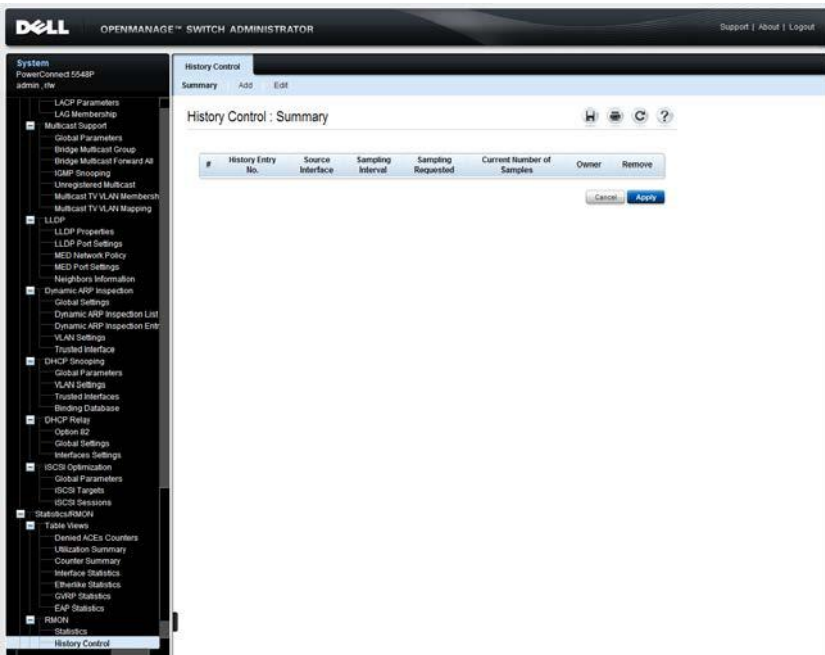 DELL OPENMANAGE™ SWITCH ADMINISTRATOR
Support | About | Logout
System
PowerConnect 5548P
admin , r/w
LACP Parameters
LAG Membership
Multicast Support
Global Parameters
Bridge Multicast Group
Bridge Multicast Forward All
IGMP Snooping
Unregistered Multicast
Multicast TV VLAN Membersh
Multicast TV VLAN Mapping
LLDP
LLDP Properties
LLDP Port Settings
MED Network Policy
MED Port Settings
Neighbors Information
Dynamic ARP Inspection
Global Settings
Dynamic ARP Inspection List
Dynamic ARP Inspection Entr
VLAN Settings
Trusted Interface
DHCP Snooping
Global Parameters
VLAN Settings
Trusted Interfaces
Binding Database
DHCP Relay
Option 82
Global Settings
Interfaces Settings
iSCSI Optimization
Global Parameters
iSCSI Targets
iSCSI Sessions
Statistics/RMON
Table Views
Denied ACEs Counters
Utilization Summary
Counter Summary
Interface Statistics
Etherlike Statistics
GVRP Statistics
EAP Statistics
RMON
Statistics
History Control
History Control
Summary Add Edit
History Control : Summary
# History Entry No. Source Interface Sampling Interval Sampling Requested Current Number of Samples Owner Remove
Cancel Apply